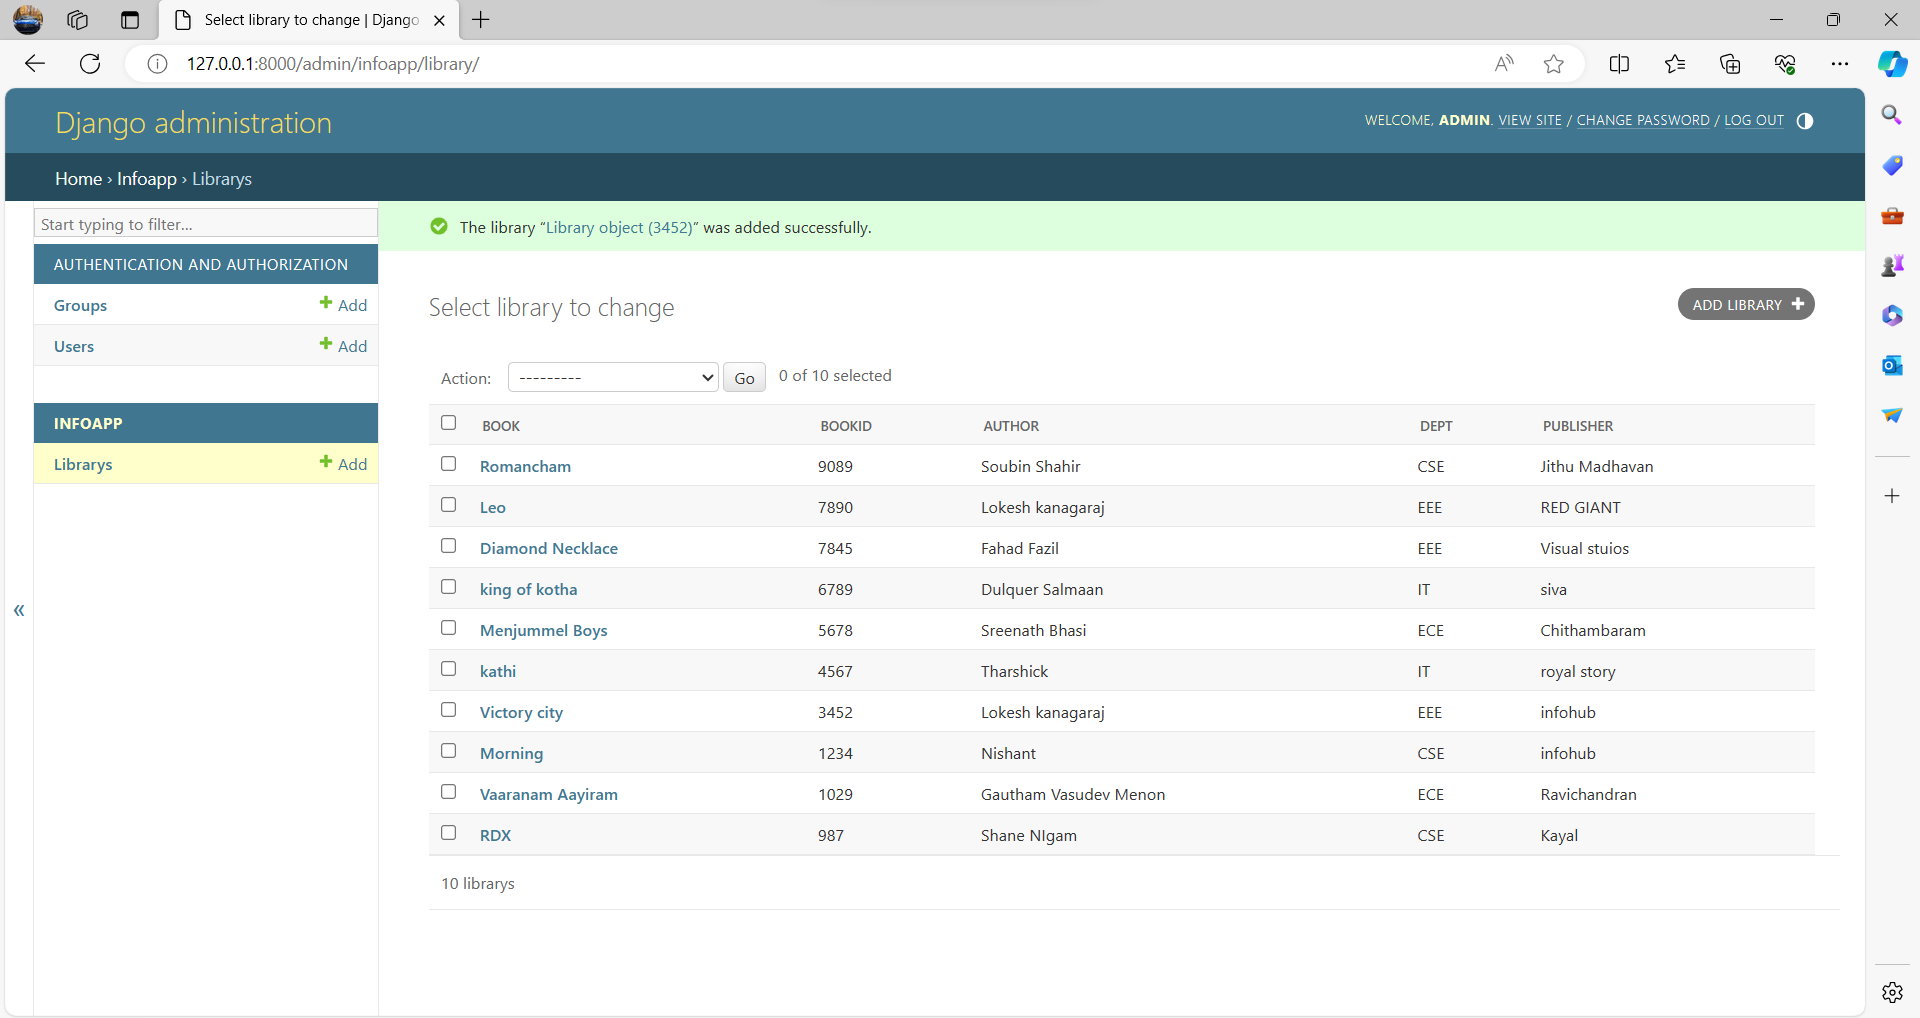 Select library to change | Django
127.0.0.1:8000/admin/infoapp/library/
Django administration
WELCOME, ADMIN. VIEW SITE / CHANGE PASSWORD / LOG OUT
Home › Infoapp › Librarys
Start typing to filter...
AUTHENTICATION AND AUTHORIZATION
Groups + Add
Users + Add
INFOAPP
Librarys + Add
«
The library “Library object (3452)” was added successfully.
Select library to change
ADD LIBRARY +
Action: --------- Go 0 of 10 selected
BOOK BOOKID AUTHOR DEPT PUBLISHER
Romancham 9089 Soubin Shahir CSE Jithu Madhavan
Leo 7890 Lokesh kanagaraj EEE RED GIANT
Diamond Necklace 7845 Fahad Fazil EEE Visual stuios
king of kotha 6789 Dulquer Salmaan IT siva
Menjummel Boys 5678 Sreenath Bhasi ECE Chithambaram
kathi 4567 Tharshick IT royal story
Victory city 3452 Lokesh kanagaraj EEE infohub
Morning 1234 Nishant CSE infohub
Vaaranam Aayiram 1029 Gautham Vasudev Menon ECE Ravichandran
RDX 987 Shane NIgam CSE Kayal
10 librarys